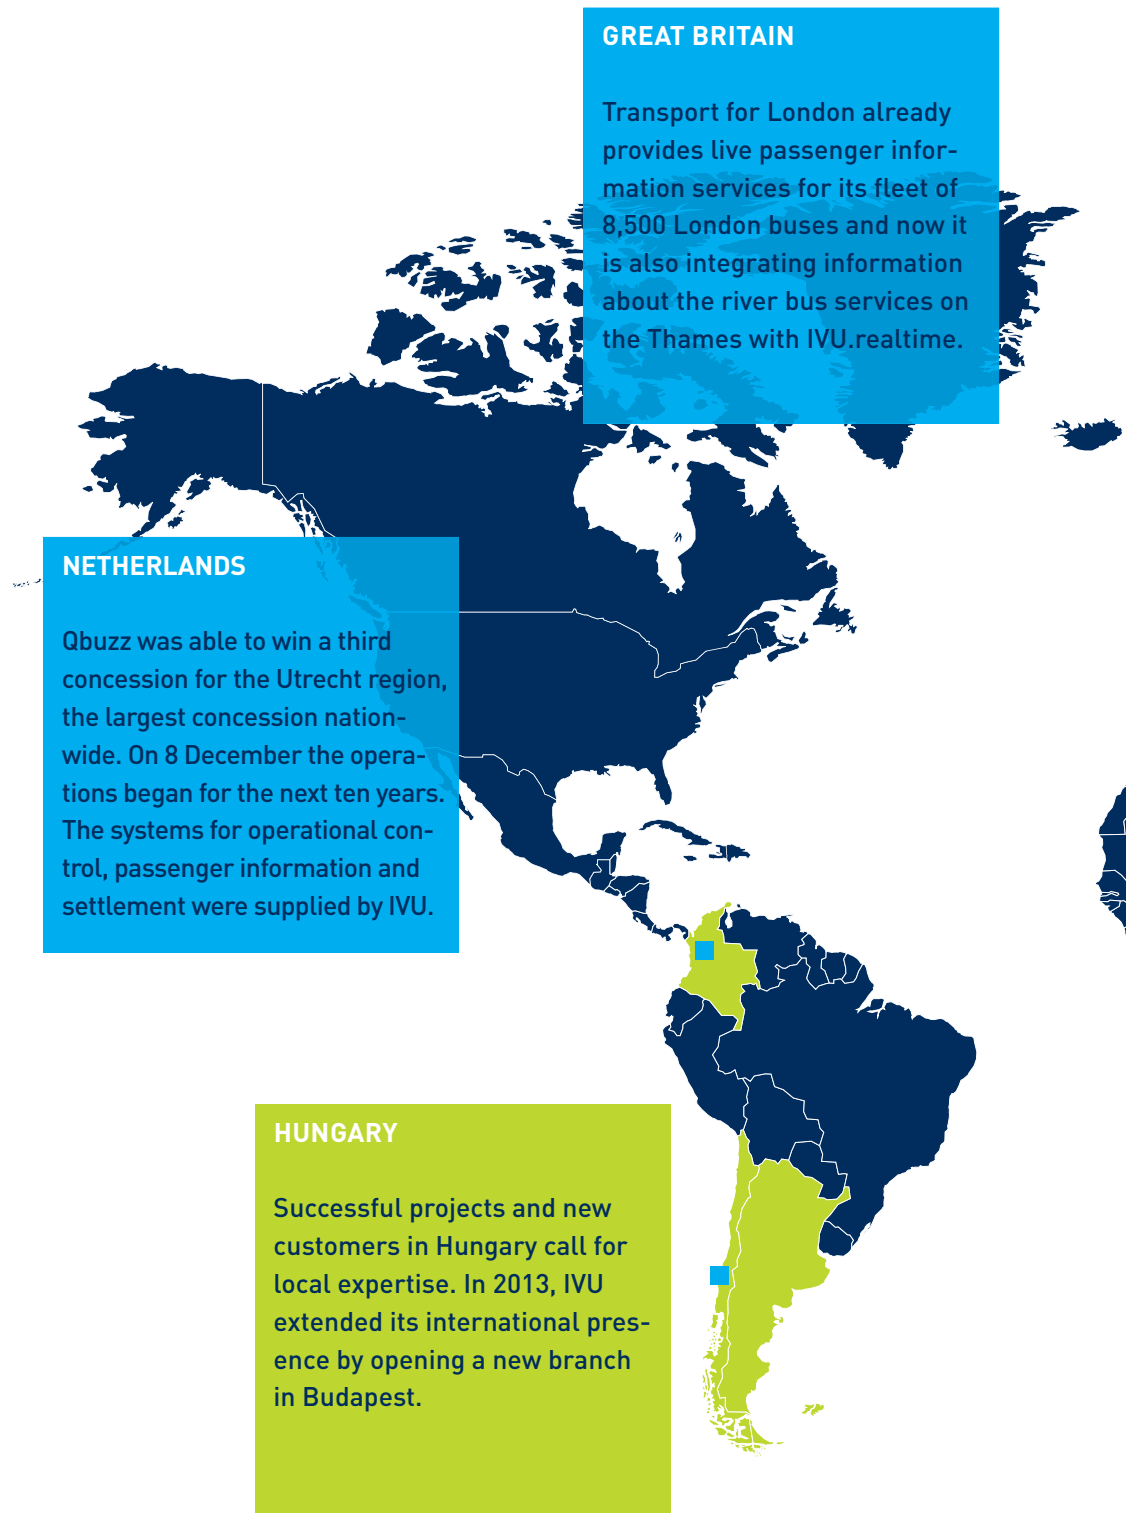 GREAT BRITAIN
Transport for London already
provides live passenger infor-
mation services for its fleet of
8,500 London buses and now it
is also integrating information
about the river bus services on
the Thames with IVU.realtime.
NETHERLANDS
Qbuzz was able to win a third
concession for the Utrecht region,
the largest concession nation-
wide. On 8 December the opera-
tions began for the next ten years.
The systems for operational con-
trol, passenger information and
settlement were supplied by IVU.
HUNGARY
Successful projects and new
customers in Hungary call for
local expertise. In 2013, IVU
extended its international pres-
ence by opening a new branch
in Budapest.